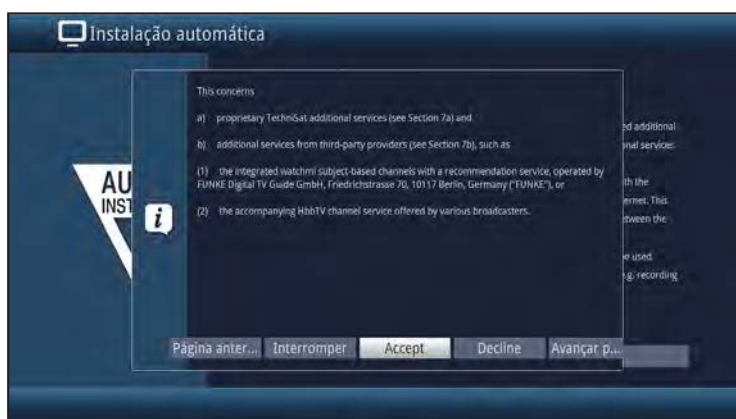 Instalação automática
This concerns
a) proprietary TechniSat additional services (see Section 7a) and
b) additional services from third-party providers (see Section 7b), such as
(1) the integrated watchmi subject-based channels with a recommendation service, operated by
FUNKE Digital TV Guide GmbH, Friedrichstrasse 70, 10117 Berlin, Germany ("FUNKE"), or
(2) the accompanying HbbTV channel service offered by various broadcasters.
AU
INST
i
ed additional
onal services
th the
ernet. This
etween the
e used
e.g. recording
Página anter... Interromper Accept Decline Avançar p...